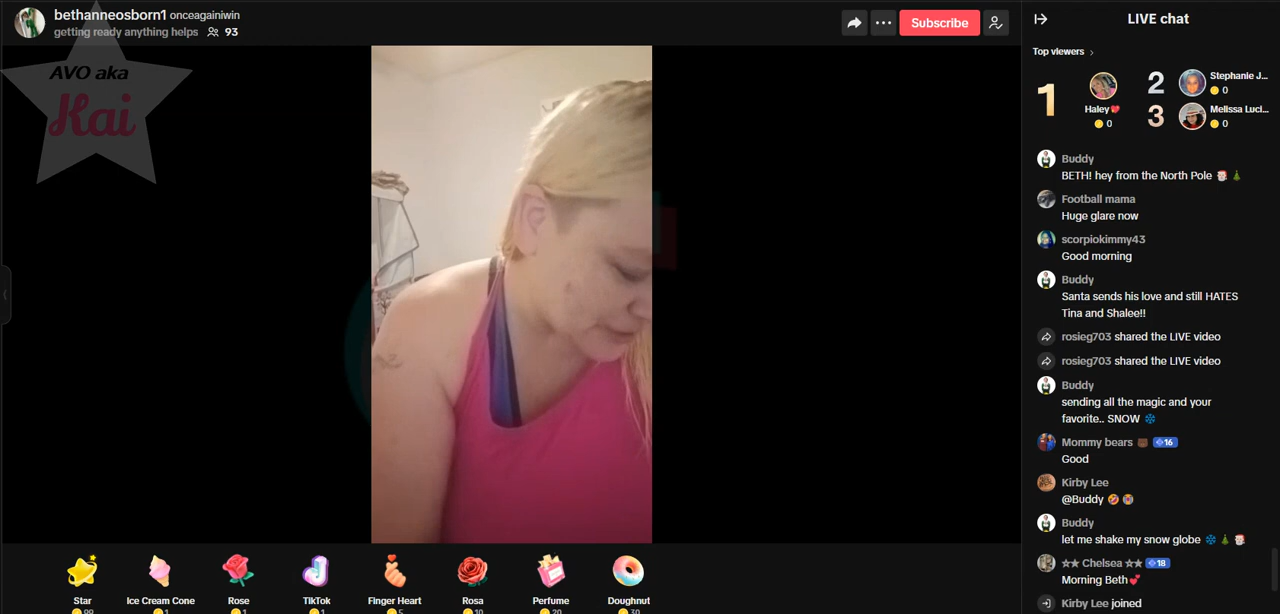 bethanneosborn1 onceagainiwin
getting ready anything helps 93
Subscribe
AVO aka
Kai
LIVE chat
Top viewers
1
Haley
0
2
Stephanie J...
0
3
Melissa Luci...
0
Buddy
BETH! hey from the North Pole
Football mama
Huge glare now
scorpiokimmy43
Good morning
Buddy
Santa sends his love and still HATES
Tina and Shalee!!
rosieg703 shared the LIVE video
rosieg703 shared the LIVE video
Buddy
sending all the magic and your
favorite.. SNOW
Mommy bears 16
Good
Kirby Lee
@Buddy
Buddy
let me shake my snow globe
Chelsea 18
Morning Beth
Kirby Lee joined
Star
99
Ice Cream Cone
1
Rose
1
TikTok
1
Finger Heart
5
Rosa
10
Perfume
20
Doughnut
30